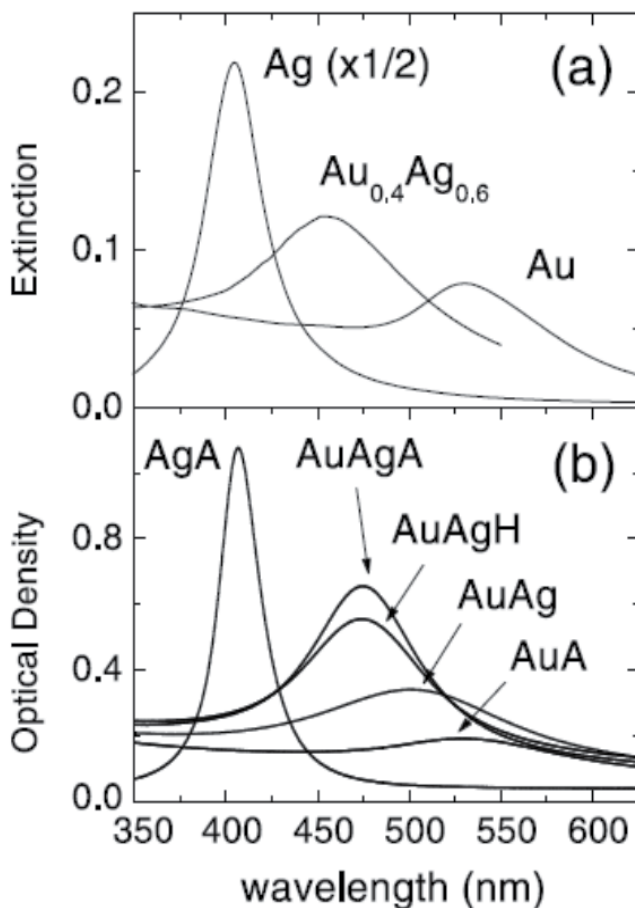 Ag (x1/2)
(a)
0.2
Au0,4Ag0,6
Extinction
0.1
Au
0.0
AgA
AuAgA
(b)
AuAgH
0.8
AuAg
AuA
Optical Density
0.4
0.0
350 400 450 500 550 600
wavelength (nm)